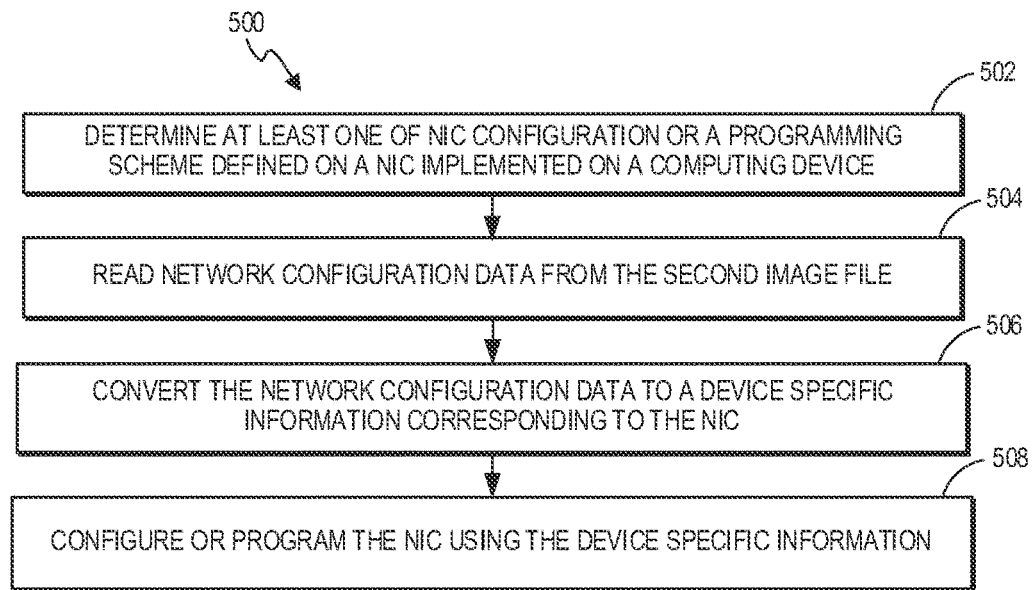 500
502
DETERMINE AT LEAST ONE OF NIC CONFIGURATION OR A PROGRAMMING
SCHEME DEFINED ON A NIC IMPLEMENTED ON A COMPUTING DEVICE
504
READ NETWORK CONFIGURATION DATA FROM THE SECOND IMAGE FILE
506
CONVERT THE NETWORK CONFIGURATION DATA TO A DEVICE SPECIFIC
INFORMATION CORRESPONDING TO THE NIC
508
CONFIGURE OR PROGRAM THE NIC USING THE DEVICE SPECIFIC INFORMATION